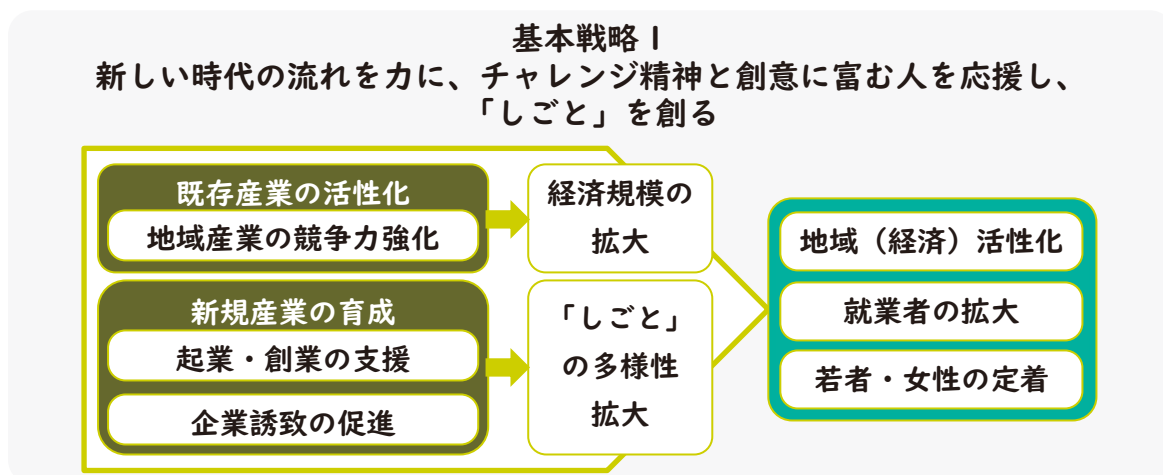 基本戦略Ⅰ
新しい時代の流れを力に、チャレンジ精神と創意に富む人を応援し、
「しごと」を創る
既存産業の活性化
地域産業の競争力強化
経済規模の
拡大
新規産業の育成
起業・創業の支援
企業誘致の促進
「しごと」
の多様性
拡大
地域（経済）活性化
就業者の拡大
若者・女性の定着